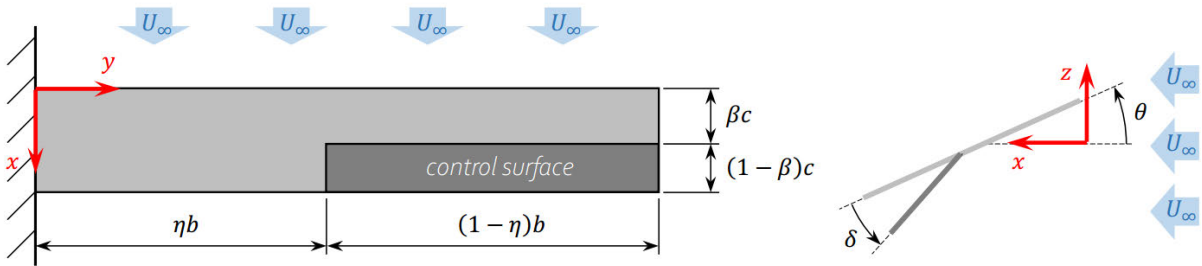 U∞ U∞ U∞ U∞
y
x
βc
control surface
(1 − β)c
ηb
(1 − η)b
z
θ
x
δ
U∞
U∞
U∞